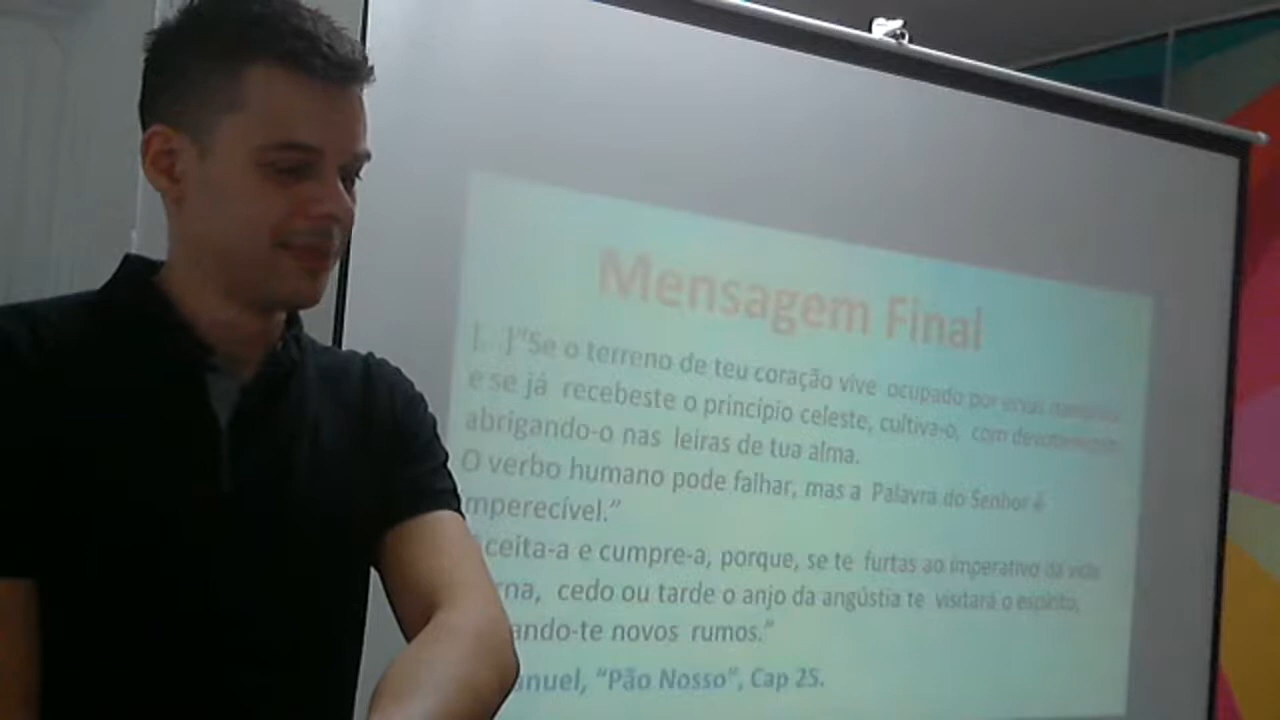 Mensagem Final
[...]"Se o terreno de teu coração vive ocupado por ervas
e se já recebeste o princípio celeste, cultiva-o, com
abrigando-o nas leiras de tua alma.
O verbo humano pode falhar, mas a Palavra do Senhor é
mperecível."
ceita-a e cumpre-a, porque, se te furtas ao imperativo da vida
rna, cedo ou tarde o anjo da angústia te visitará o espírito,
ando-te novos rumos."
nuel, "Pão Nosso", Cap 25.